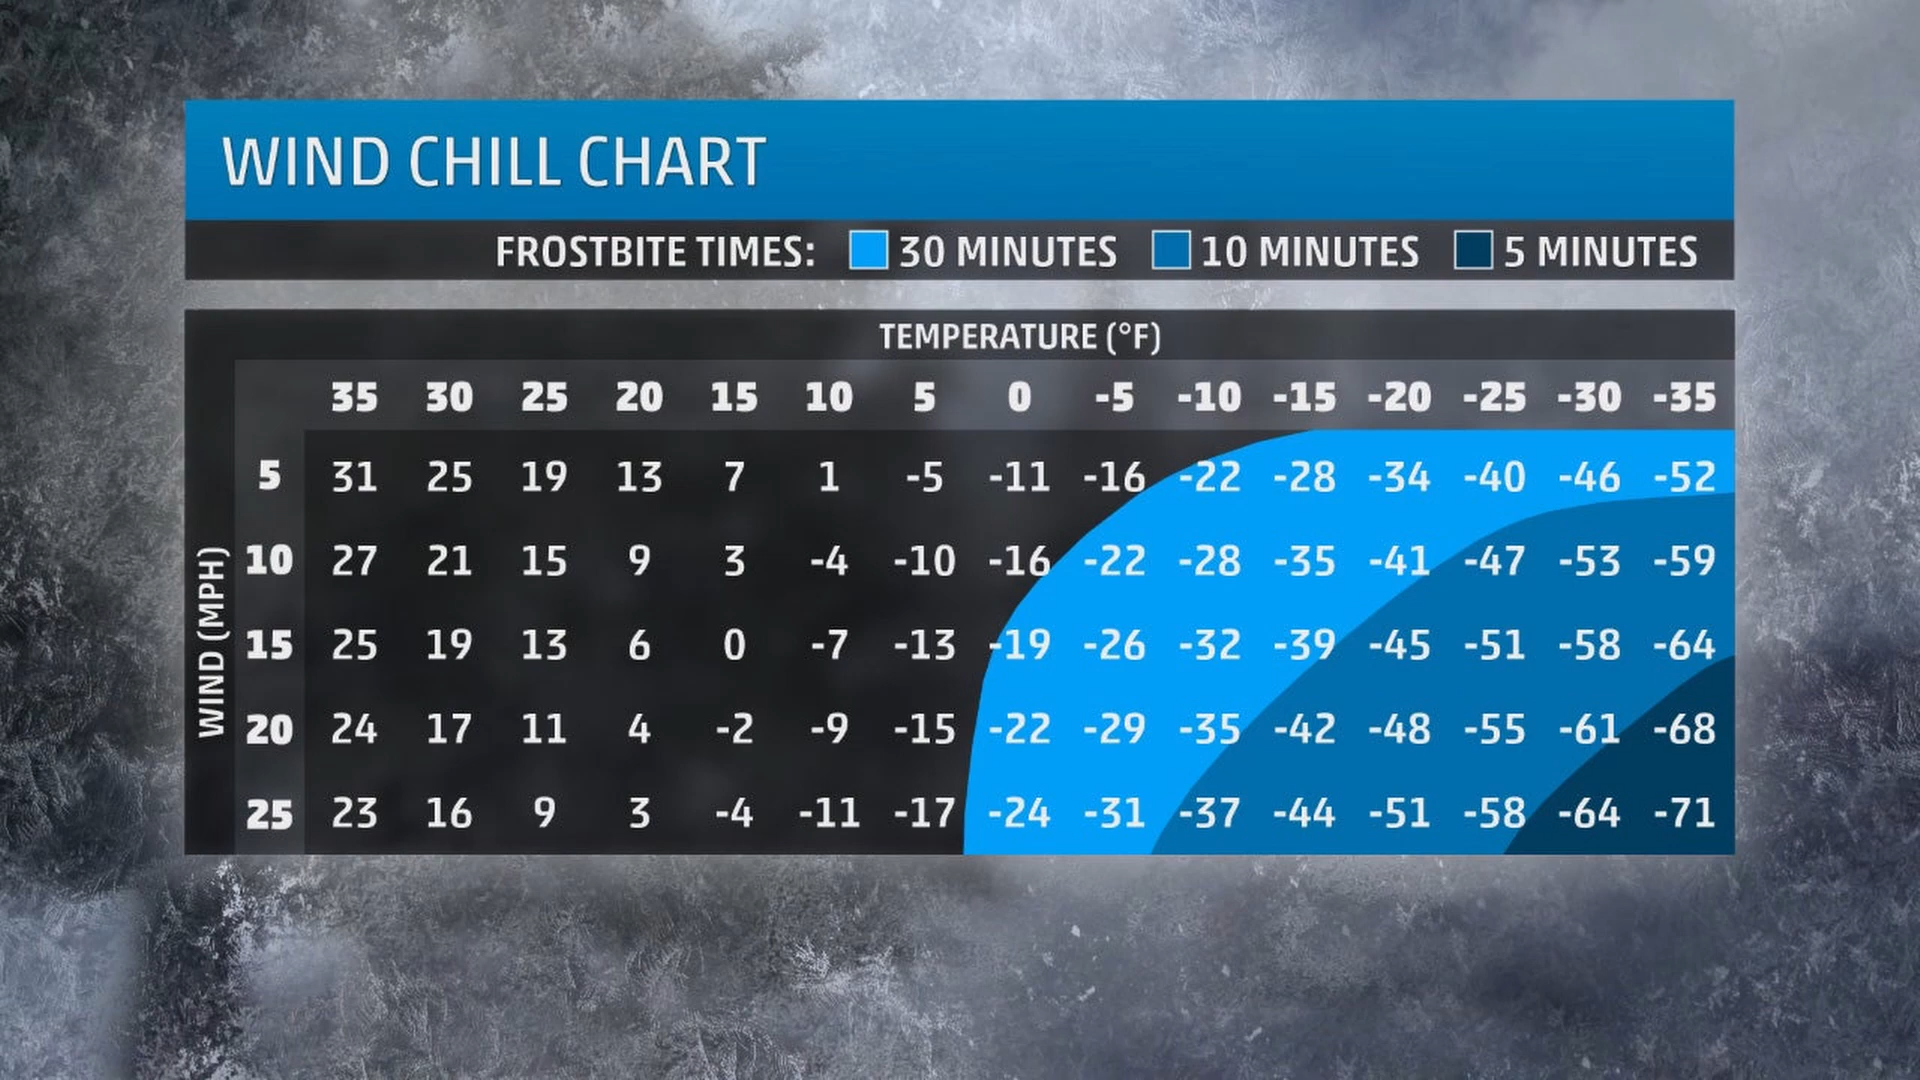 WIND CHILL CHART
FROSTBITE TIMES: 30 MINUTES 10 MINUTES 5 MINUTES
TEMPERATURE (°F)
35 30 25 20 15 10 5 0 -5 -10 -15 -20 -25 -30 -35
WIND (MPH)
5 31 25 19 13 7 1 -5 -11 -16 -22 -28 -34 -40 -46 -52
10 27 21 15 9 3 -4 -10 -16 -22 -28 -35 -41 -47 -53 -59
15 25 19 13 6 0 -7 -13 -19 -26 -32 -39 -45 -51 -58 -64
20 24 17 11 4 -2 -9 -15 -22 -29 -35 -42 -48 -55 -61 -68
25 23 16 9 3 -4 -11 -17 -24 -31 -37 -44 -51 -58 -64 -71